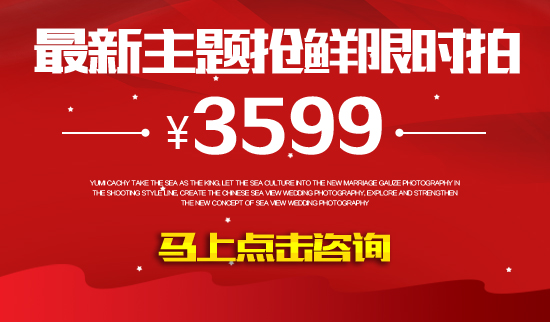 最新主题抢鲜限时拍
¥3599
YUMI CACHY TAKE THE SEA AS THE KING, LET THE SEA CULTURE INTO THE NEW MARRIAGE GAUZE PHOTOGRAPHY IN
THE SHOOTING STYLE LINE, CREATE THE CHINESE SEA VIEW WEDDING PHOTOGRAPHY, EXPLORE AND STRENGTHEN
THE NEW CONCEPT OF SEA VIEW WEDDING PHOTOGRAPHY
马上点击咨询